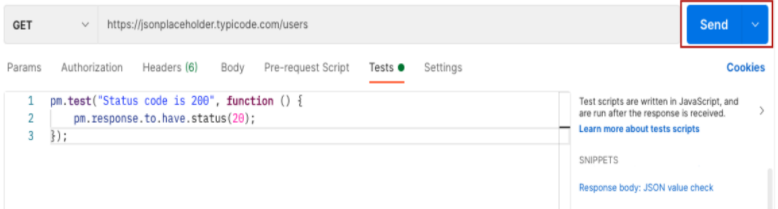 GET https://jsonplaceholder.typicode.com/users Send
Params Authorization Headers (6) Body Pre-request Script Tests Settings Cookies
1 pm.test("Status code is 200", function () {
2 pm.response.to.have.status(20);
3 });
Test scripts are written in JavaScript, and
are run after the response is received.
Learn more about tests scripts
SNIPPETS
Response body: JSON value check